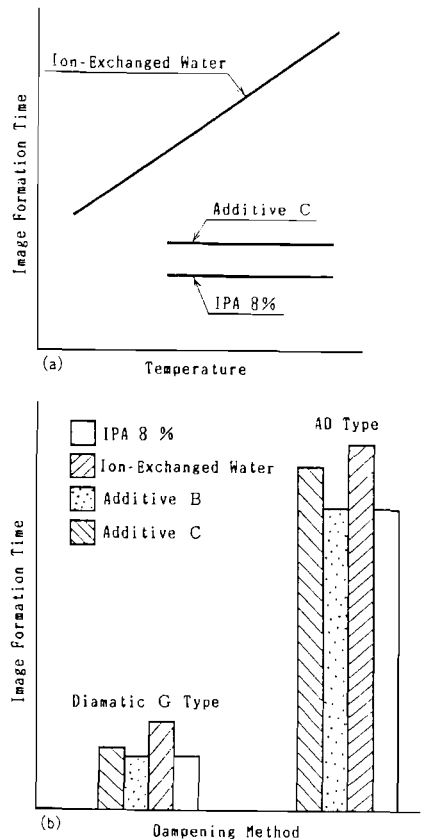 Ion-Exchanged Water
Additive C
IPA 8%
Image Formation Time
(a)
Temperature
AD Type
IPA 8 %
Ion-Exchanged Water
Additive B
Additive C
Diamatic G Type
Image Formation Time
(b)
Dampening Method